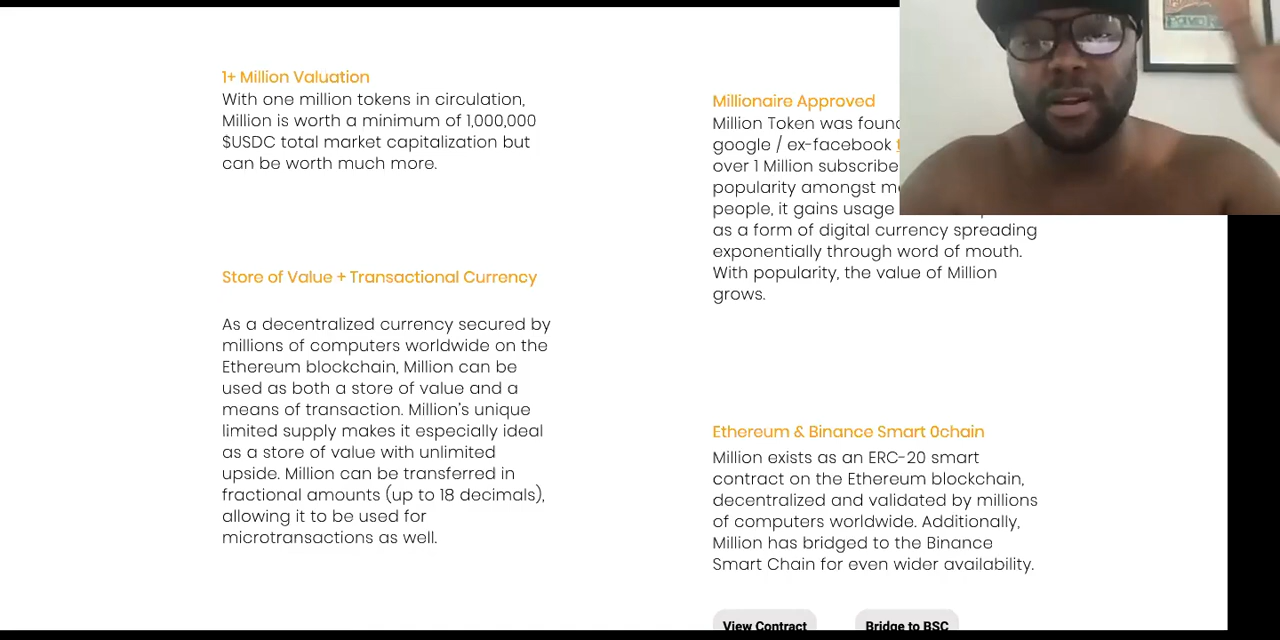 1+ Million Valuation
With one million tokens in circulation,
Million is worth a minimum of 1,000,000
$USDC total market capitalization but
can be worth much more.
Store of Value + Transactional Currency
As a decentralized currency secured by
millions of computers worldwide on the
Ethereum blockchain, Million can be
used as both a store of value and a
means of transaction. Million's unique
limited supply makes it especially ideal
as a store of value with unlimited
upside. Million can be transferred in
fractional amounts (up to 18 decimals),
allowing it to be used for
microtransactions as well.
Millionaire Approved
Million Token was
google / ex-facebook
over 1 Million
popularity amongst
people, it gains usage
as a form of digital currency spreading
exponentially through word of mouth.
With popularity, the value of Million
grows.
Ethereum & Binance Smart 0chain
Million exists as an ERC-20 smart
contract on the Ethereum blockchain,
decentralized and validated by millions
of computers worldwide. Additionally,
Million has bridged to the Binance
Smart Chain for even wider availability.
View Contract
Bridge to BSC